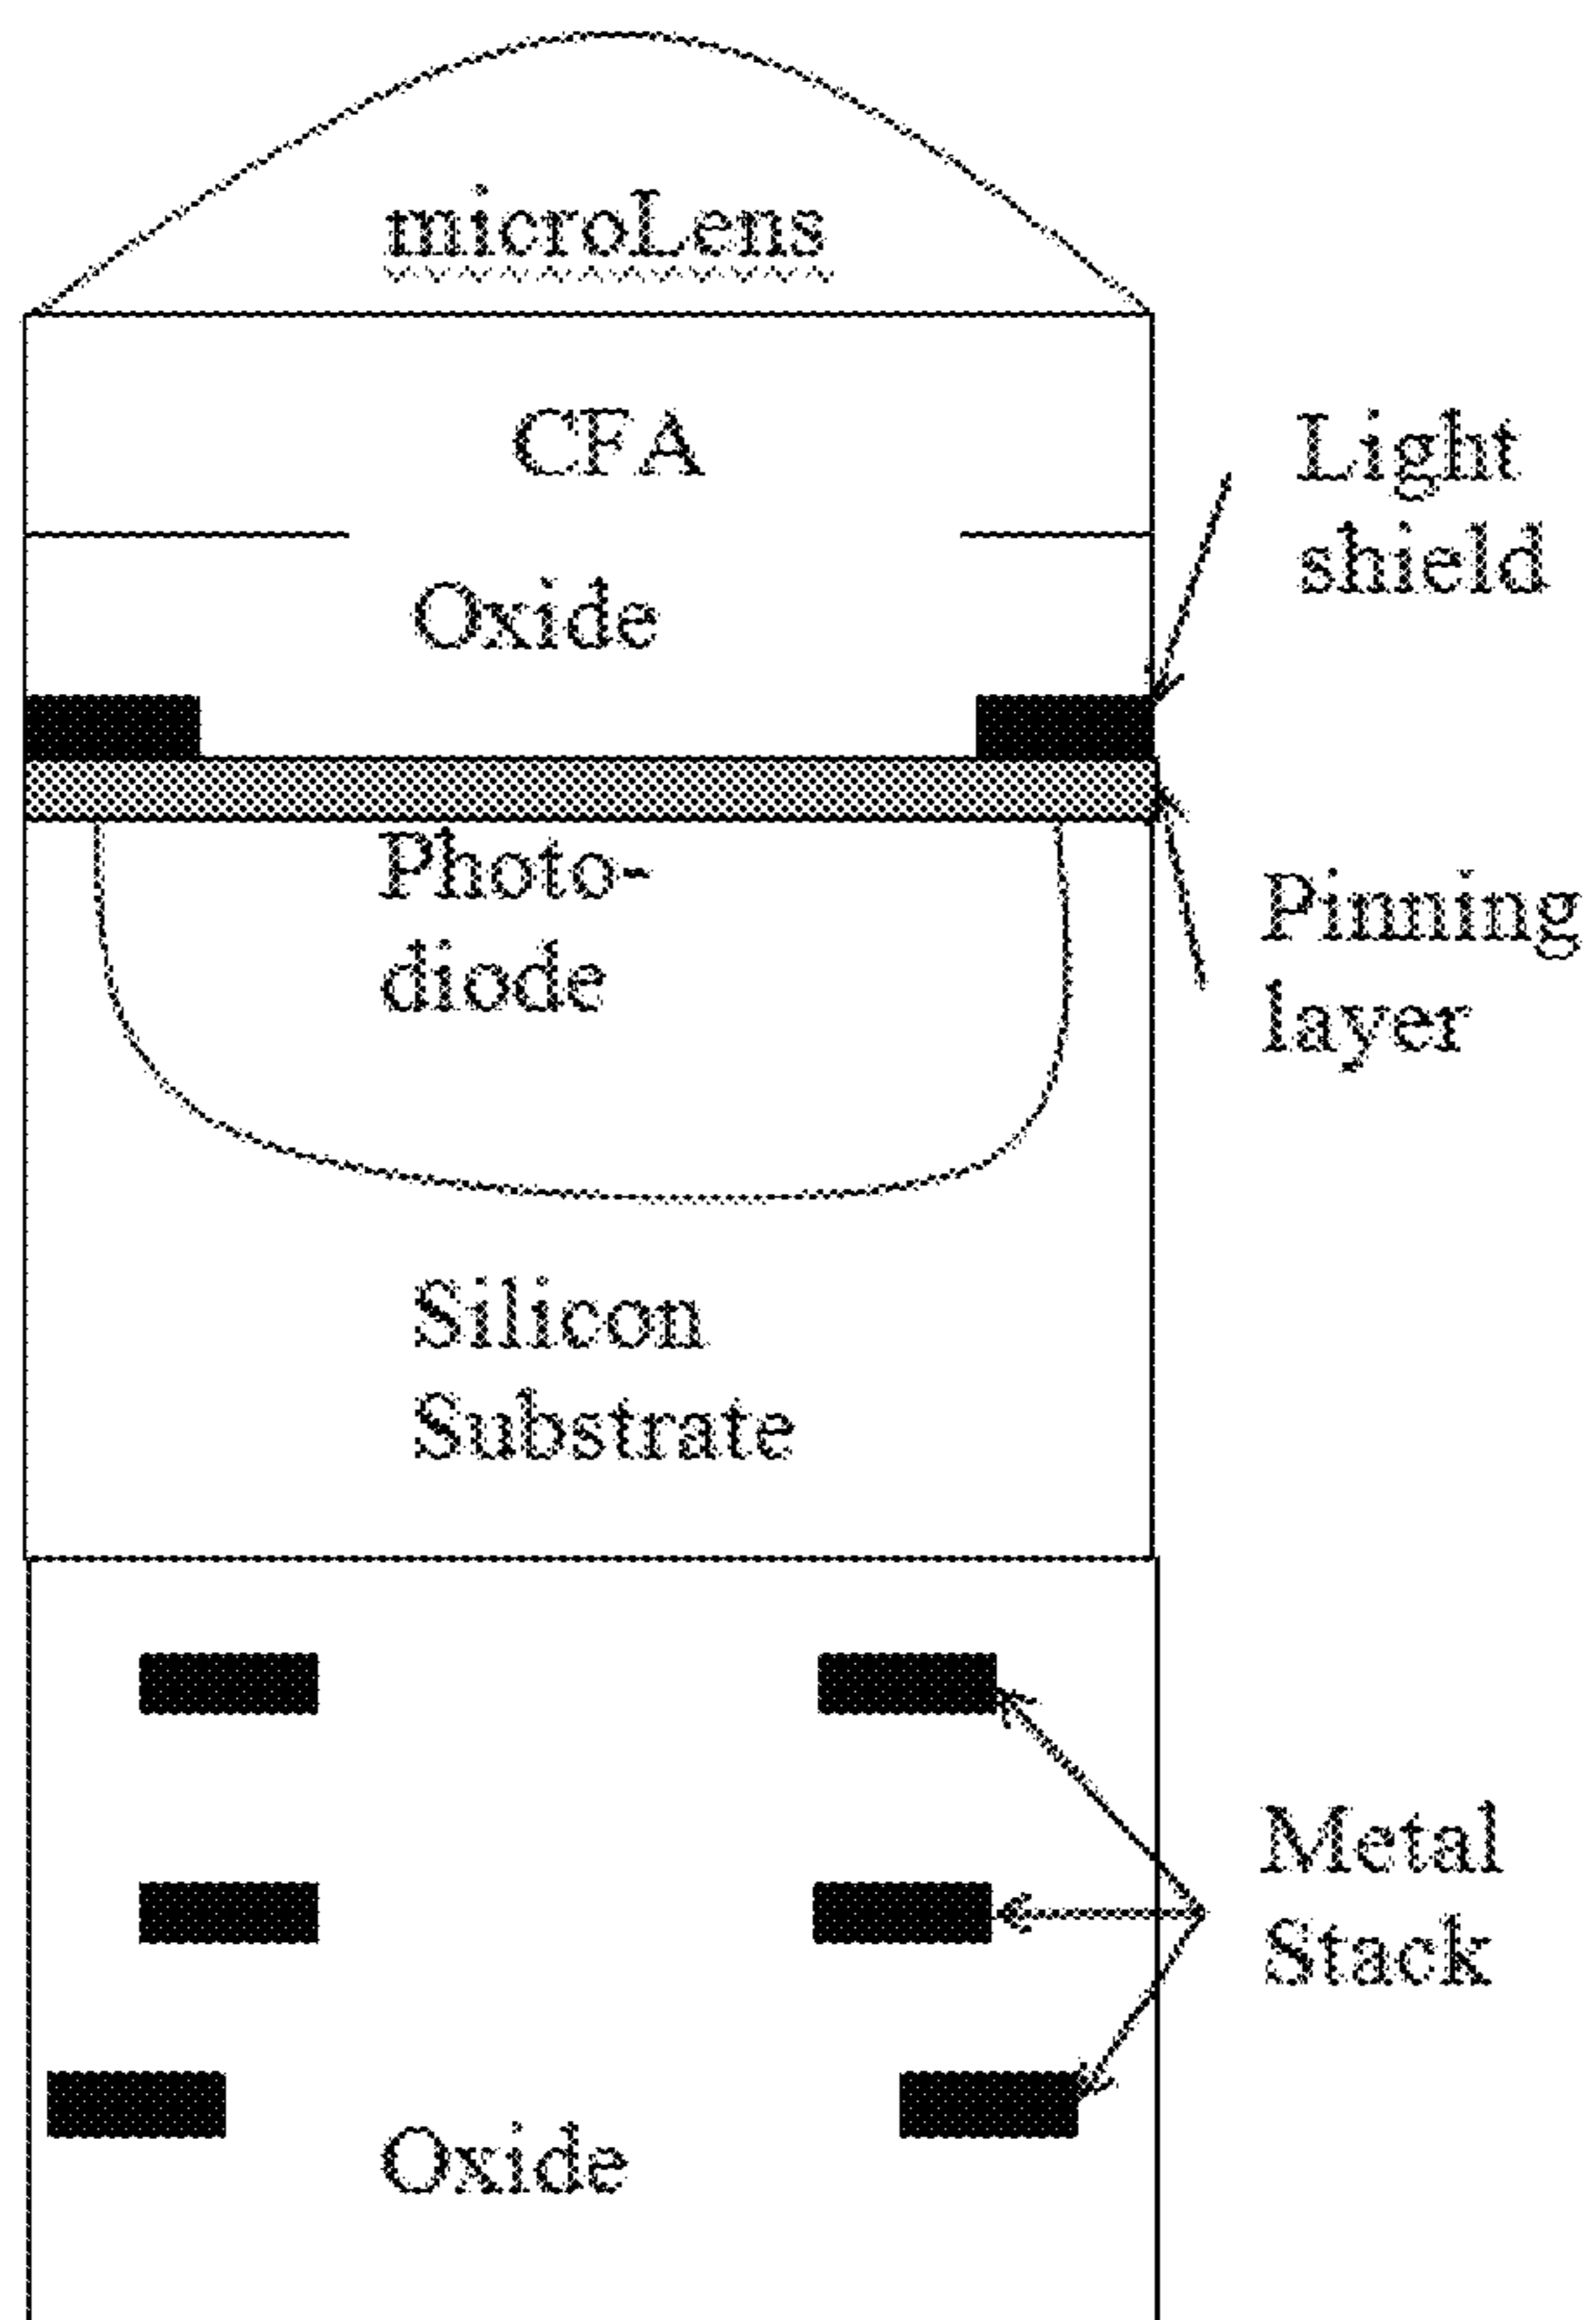 microLens
CFA
Light
shield
Oxide
Photo-
diode
Pinning
layer
Silicon
Substrate
Metal
Stack
Oxide